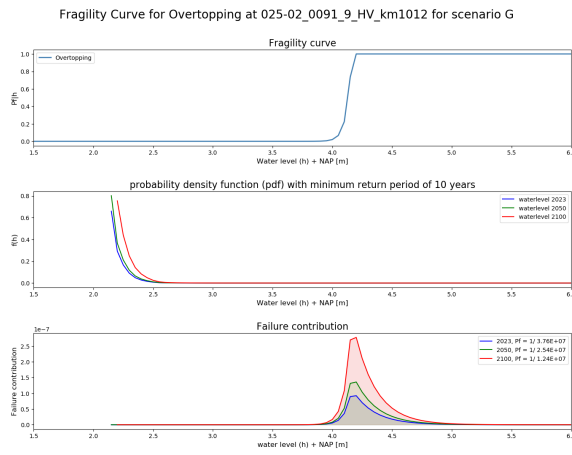 Fragility Curve for Overtopping at 025-02_0091_9_HV_km1012 for scenario G
Fragility curve
Pf|h
1.0
0.8
0.6
0.4
0.2
0.0
Overtopping
1.5 2.0 2.5 3.0 3.5 4.0 4.5 5.0 5.5 6.
Water level (h) + NAP [m]
probability density function (pdf) with minimum return period of 10 years
f(h)
0.8
0.6
0.4
0.2
0.0
waterlevel 2023
waterlevel 2050
waterlevel 2100
1.5 2.0 2.5 3.0 3.5 4.0 4.5 5.0 5.5 6.
Water level (h) + NAP [m]
Failure contribution
1e-7
Failure contribution
2.5
2.0
1.5
1.0
0.5
0.0
2023, Pf = 1/ 3.76E+07
2050, Pf = 1/ 2.54E+07
2100, Pf = 1/ 1.24E+07
1.5 2.0 2.5 3.0 3.5 4.0 4.5 5.0 5.5 6.
water level (h) + NAP [m]